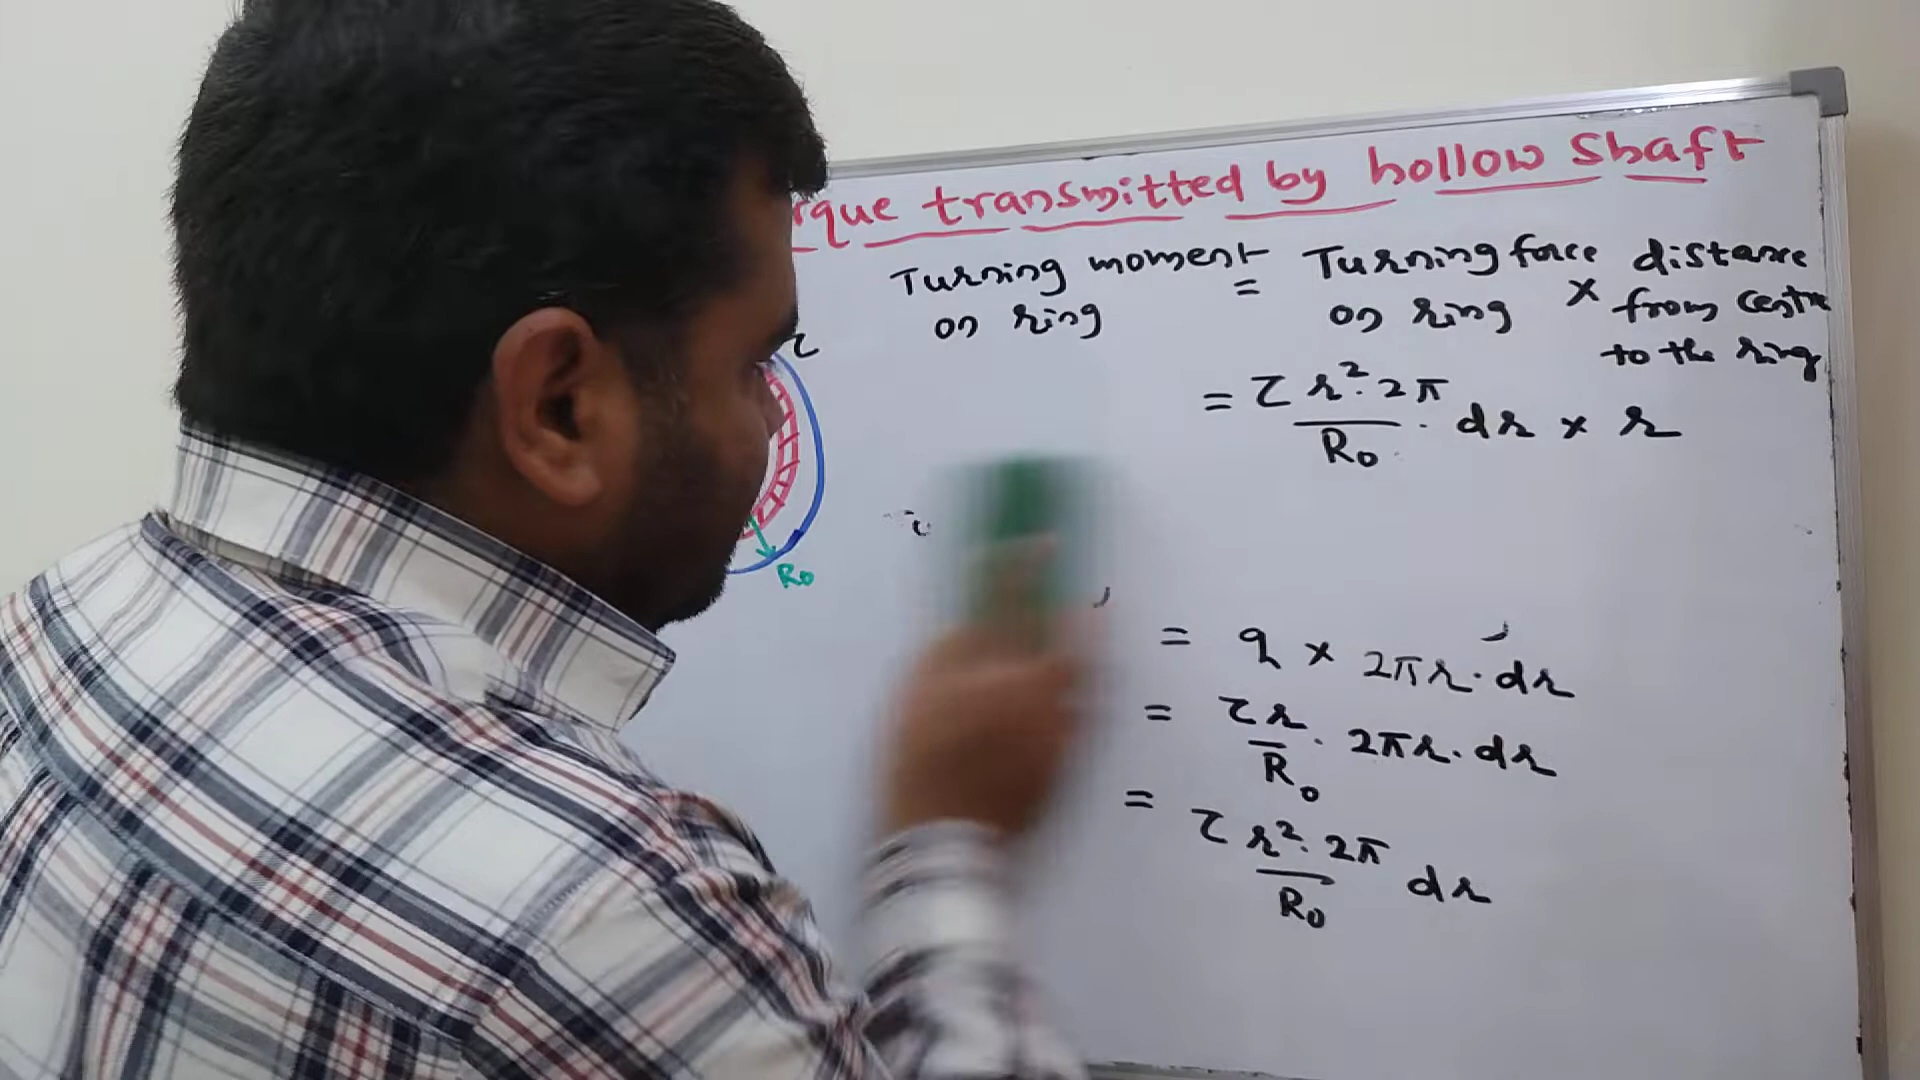 transmitted by hollow shaft
Turning moment = Turning force × distance
on ring on ring from centre
to the ring
= τ r². 2π / R₀ . dr × r
τ
R₀
= q × 2πr. dr
= τ r / R₀ . 2πr. dr
= τ r². 2π / R₀ dr